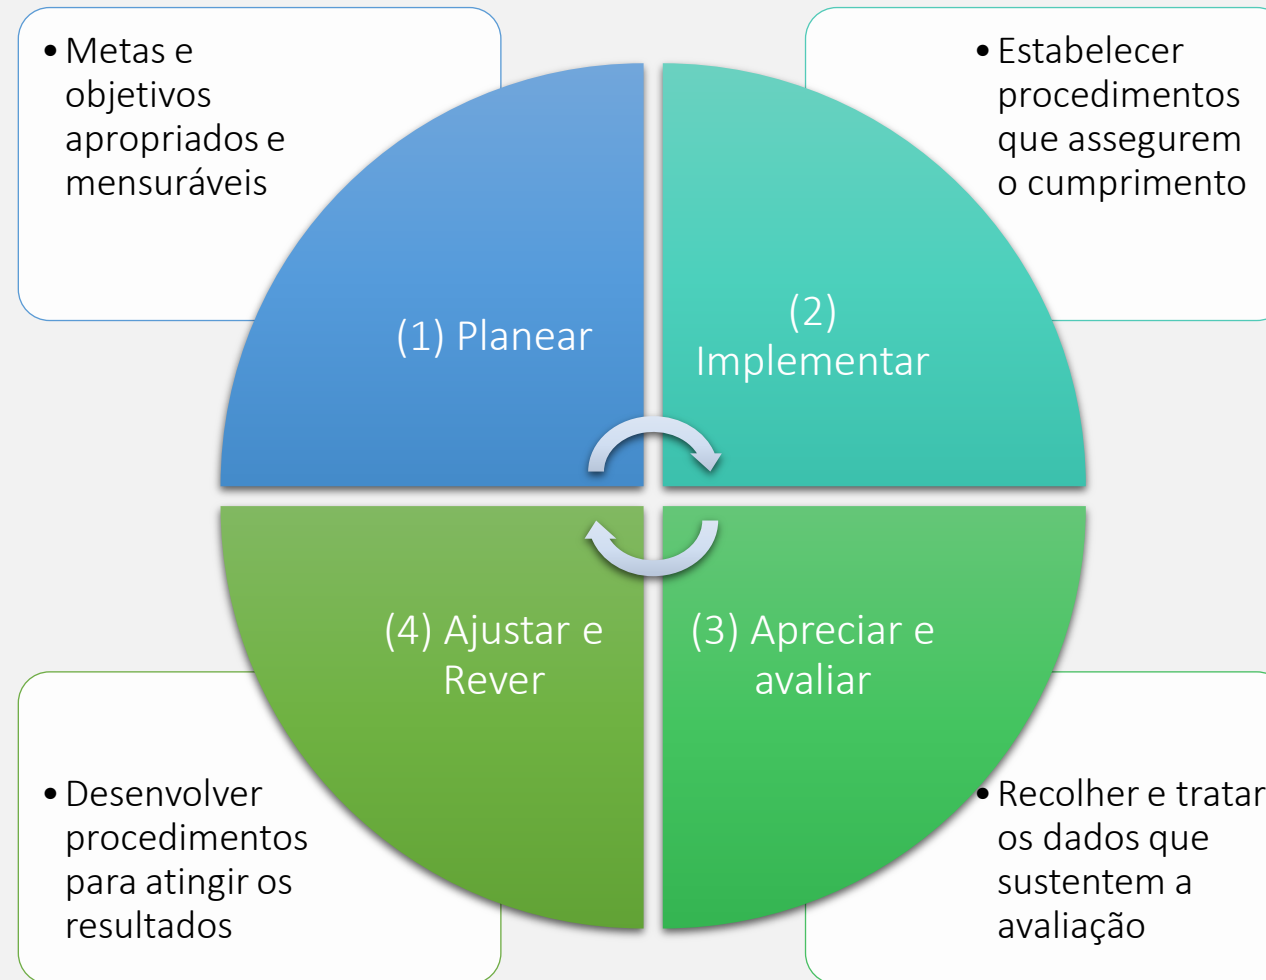 • Metas e
objetivos
apropriados e
mensuráveis
• Estabelecer
procedimentos
que assegurem
o cumprimento
(1) Planear
(2)
Implementar
(4) Ajustar e
Rever
(3) Apreciar e
avaliar
• Desenvolver
procedimentos
para atingir os
resultados
• Recolher e tratar
os dados que
sustentem a
avaliação